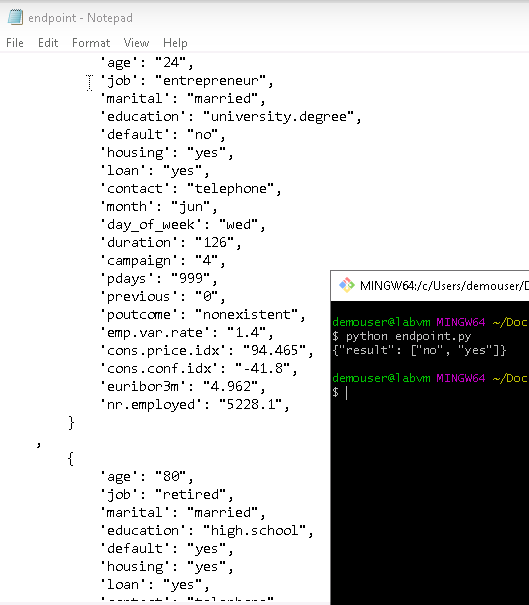 endpoint - Notepad
File Edit Format View Help
'age': "24",
'job': "entrepreneur",
'marital': "married",
'education': "university.degree",
'default': "no",
'housing': "yes",
'loan': "yes",
'contact': "telephone",
'month': "jun",
'day_of_week': "wed",
'duration': "126",
'campaign': "4",
'pdays': "999",
'previous': "0",
'poutcome': "nonexistent",
'emp.var.rate': "1.4",
'cons.price.idx': "94.465",
'cons.conf.idx': "-41.8",
'euribor3m': "4.962",
'nr.employed': "5228.1",
}
,
{
'age': "80",
'job': "retired",
'marital': "married",
'education': "high.school",
'default': "yes",
'housing': "yes",
'loan': "yes",
'contact': "telephone",
MINGW64:/c/Users/demouser/D
demouser@labvm MINGW64 ~/Doc
$ python endpoint.py
{"result": ["no", "yes"]}
demouser@labvm MINGW64 ~/Doc
$